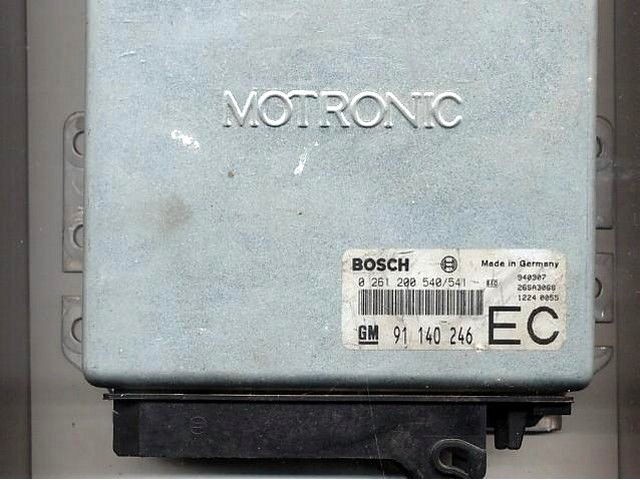 MOTRONIC
BOSCH Made in Germany
0 261 200 540/541
940307
1224 0055
GM 91 140 246 EC